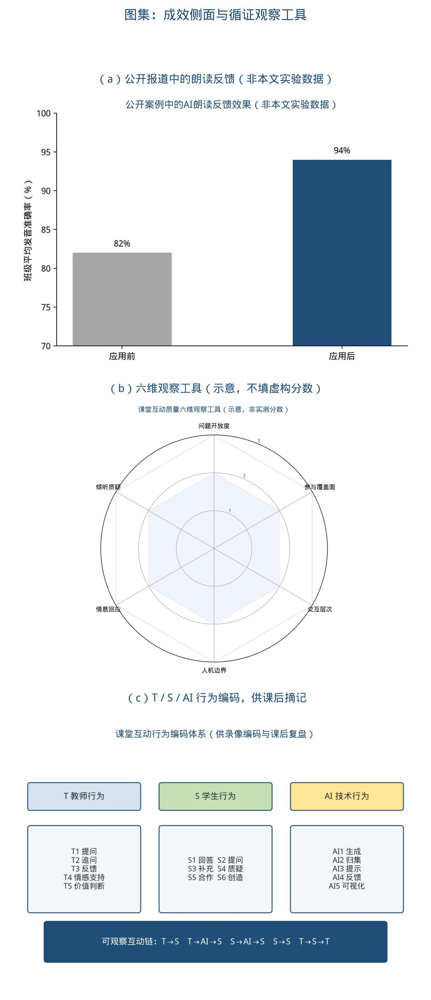 图集：成效侧面与循证观察工具
（a）公开报道中的朗读反馈（非本文实验数据）
公开案例中的AI朗读反馈效果（非本文实验数据）
班级平均发音准确率（%）
100
95
90
85
80
75
70
82%
94%
应用前
应用后
（b）六维观察工具（示意，不填虚构分数）
课堂互动质量六维观察工具（示意，非实测分数）
问题开放度
3
2
1
倾听质疑
参与覆盖面
情意回应
交互层次
人机边界
（c）T / S / AI 行为编码，供课后摘记
课堂互动行为编码体系（供录像编码与课后复盘）
T 教师行为
T1 提问
T2 追问
T3 反馈
T4 情感支持
T5 价值判断
S 学生行为
S1 回答 S2 提问
S3 补充 S4 质疑
S5 合作 S6 创造
AI 技术行为
AI1 生成
AI2 归集
AI3 提示
AI4 反馈
AI5 可视化
可观察互动链：T→S T→AI→S S→AI→S S→S T→S→T